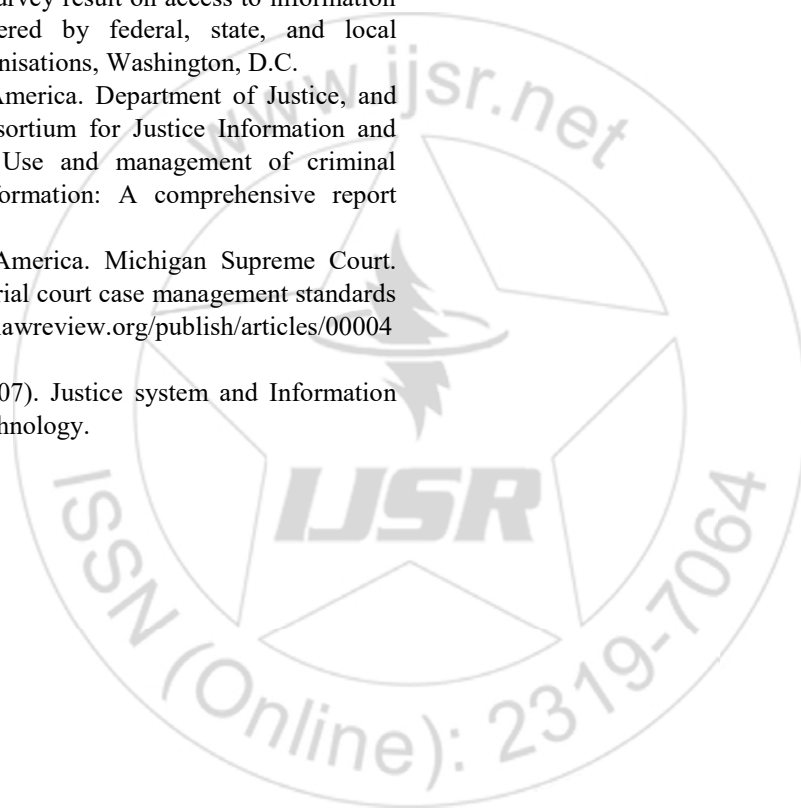 survey result on access to information
ered by federal, state, and local
nisations, Washington, D.C.
America. Department of Justice, and
sortium for Justice Information and
Use and management of criminal
formation: A comprehensive report
America. Michigan Supreme Court.
rial court case management standards
lawreview.org/publish/articles/00004
07). Justice system and Information
hnology.
www.ijsr.net
IJSR
ISSN (Online): 2319-7064